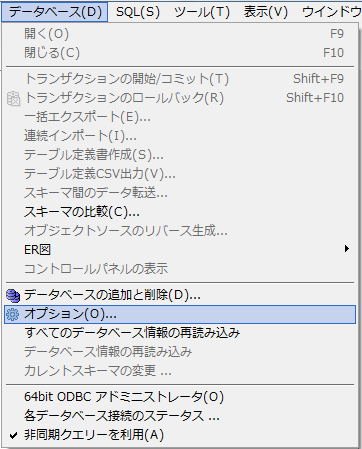 データベース(D) SQL(S) ツール(T) 表示(V) ウインドウ
開く(O) F9
閉じる(C) F10
トランザクションの開始/コミット(T) Shift+F9
トランザクションのロールバック(R) Shift+F10
一括エクスポート(E)...
連続インポート(I)...
テーブル定義書作成(S)...
テーブル定義CSV出力(V)...
スキーマ間のデータ転送...
スキーマの比較(C)...
オブジェクトソースのリバース生成...
ER図
コントロールパネルの表示
データベースの追加と削除(D)...
オプション(O)...
すべてのデータベース情報の再読み込み
データベース情報の再読み込み
カレントスキーマの変更 ...
64bit ODBC アドミニストレータ(O)
各データベース接続のステータス ...
非同期クエリーを利用(A)